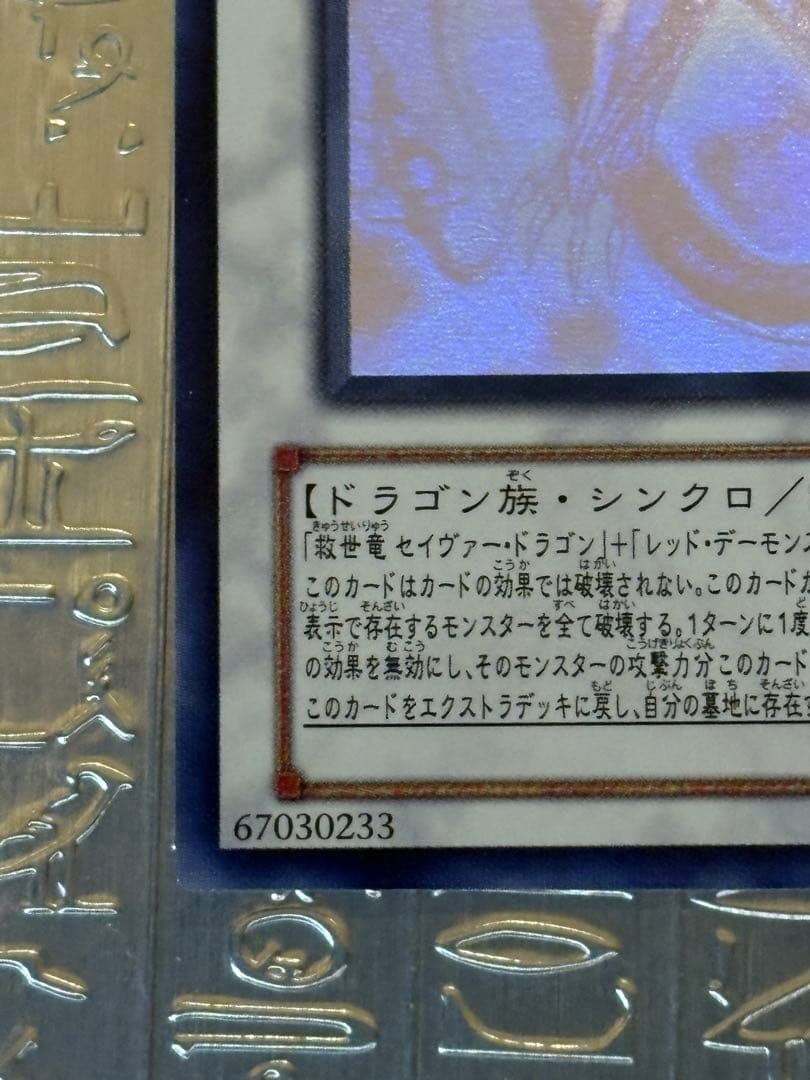 【ドラゴン族・シンクロ／
「救世竜 セイヴァー・ドラゴン」＋「レッド・デーモンズ
このカードはカードの効果では破壊されない。このカードが
表示で存在するモンスターを全て破壊する。1ターンに1度
の効果を無効にし、そのモンスターの攻撃力分このカード
このカードをエクストラデッキに戻し、自分の墓地に存在す
67030233